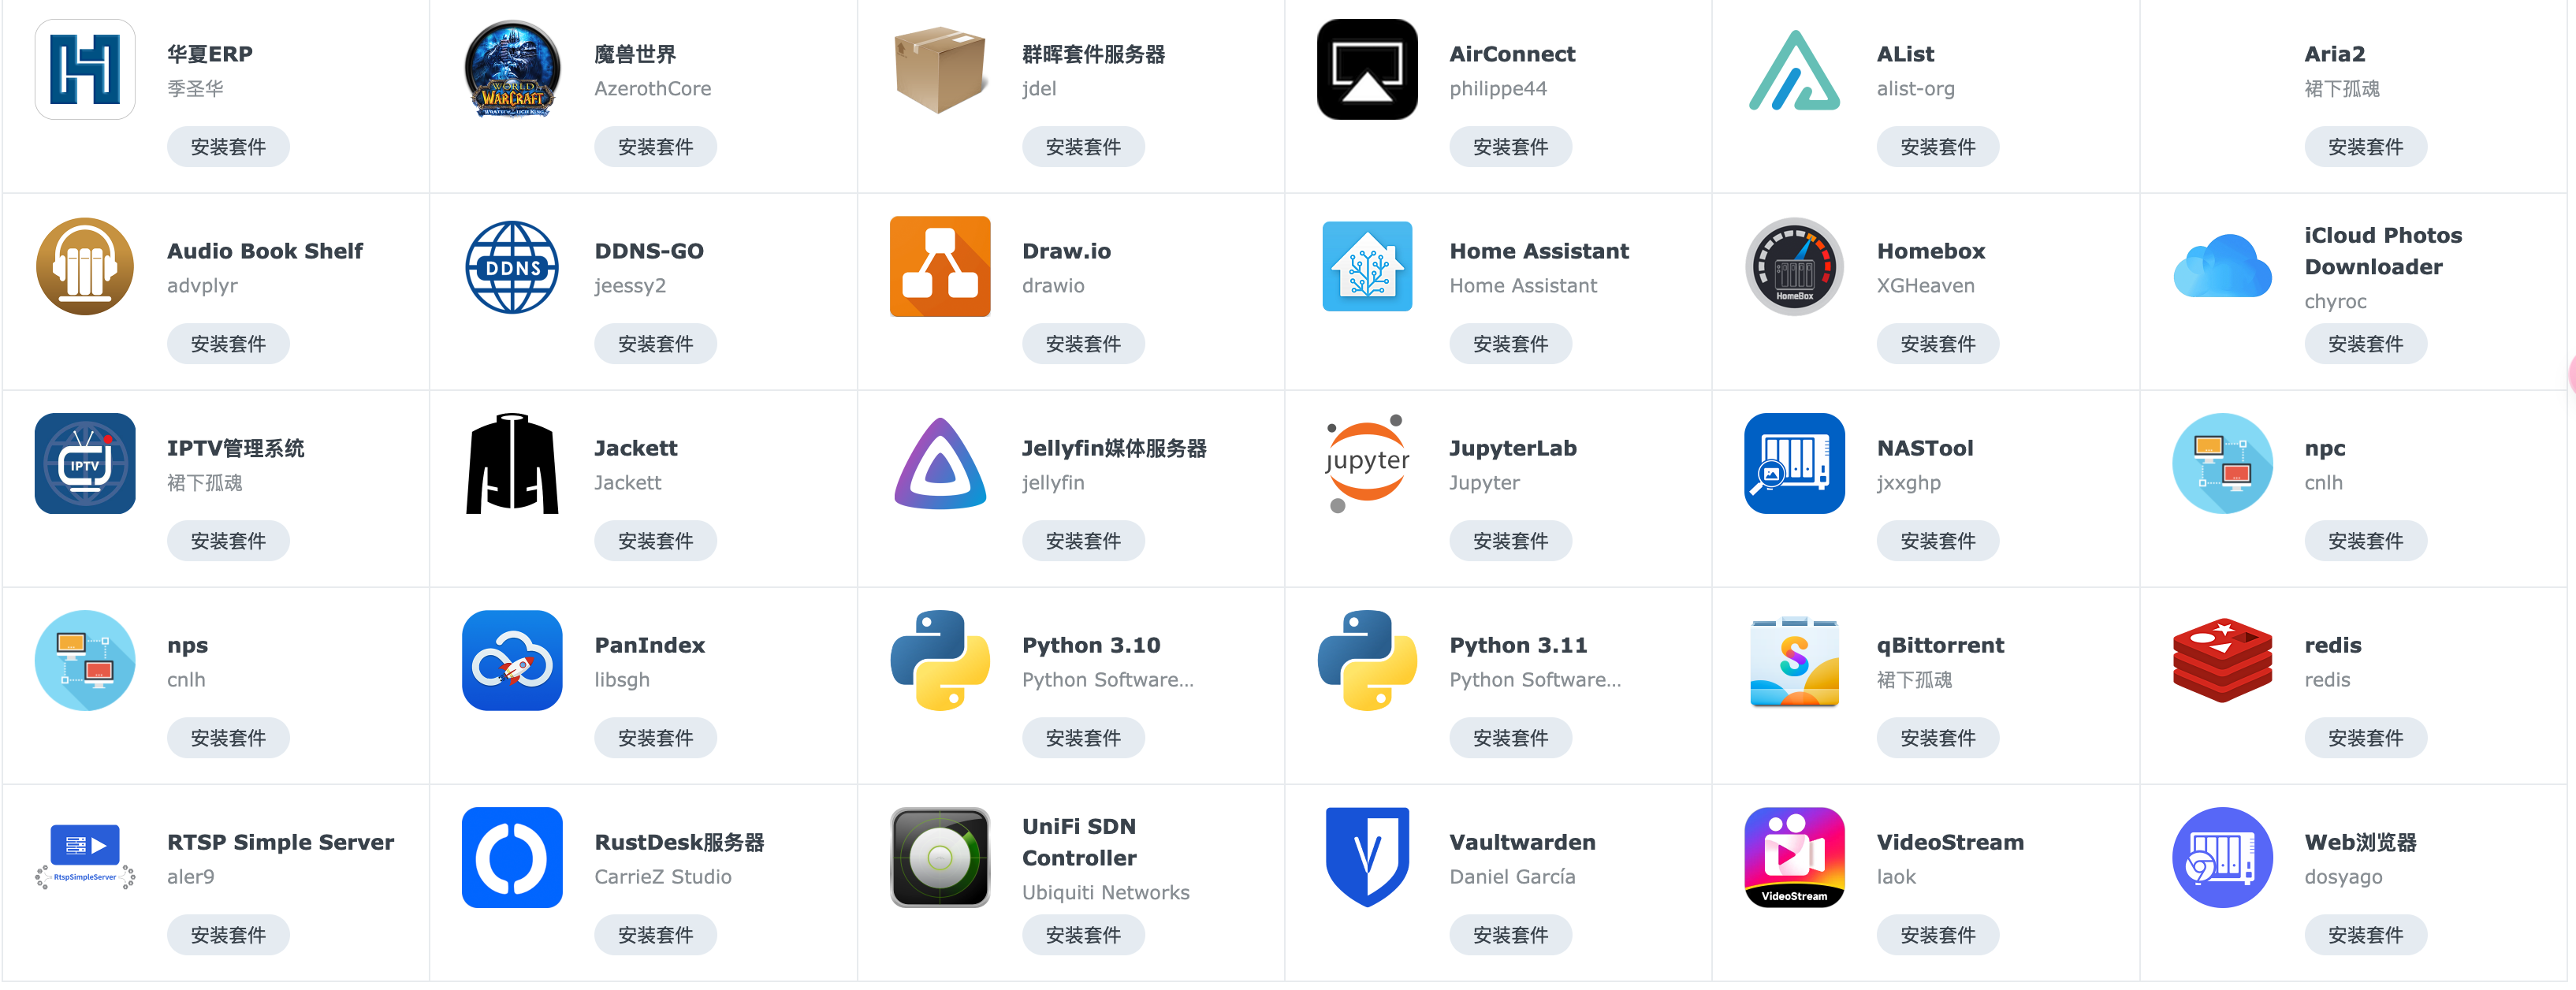 华夏ERP
季圣华
安装套件
WORLD
WARCRAFT
魔兽世界
AzerothCore
安装套件
群晖套件服务器
jdel
安装套件
AirConnect
philippe44
安装套件
AList
alist-org
安装套件
Aria2
裙下孤魂
安装套件
Audio Book Shelf
advplyr
安装套件
DDNS
DDNS-GO
jeessy2
安装套件
Draw.io
drawio
安装套件
Home Assistant
Home Assistant
安装套件
HomeBox
Homebox
XGHeaven
安装套件
iCloud Photos
Downloader
chyroc
安装套件
IPTV
IPTV管理系统
裙下孤魂
安装套件
Jackett
Jackett
安装套件
Jellyfin媒体服务器
jellyfin
安装套件
jupyter
JupyterLab
Jupyter
安装套件
NASTool
jxxghp
安装套件
npc
cnlh
安装套件
nps
cnlh
安装套件
PanIndex
libsgh
安装套件
Python 3.10
Python Software...
安装套件
Python 3.11
Python Software...
安装套件
qBittorrent
裙下孤魂
安装套件
redis
redis
安装套件
RtspSimpleServer
RTSP Simple Server
aler9
安装套件
RustDesk服务器
CarrieZ Studio
安装套件
UniFi SDN
Controller
Ubiquiti Networks
安装套件
Vaultwarden
Daniel García
安装套件
VideoStream
VideoStream
laok
安装套件
Web浏览器
dosyago
安装套件